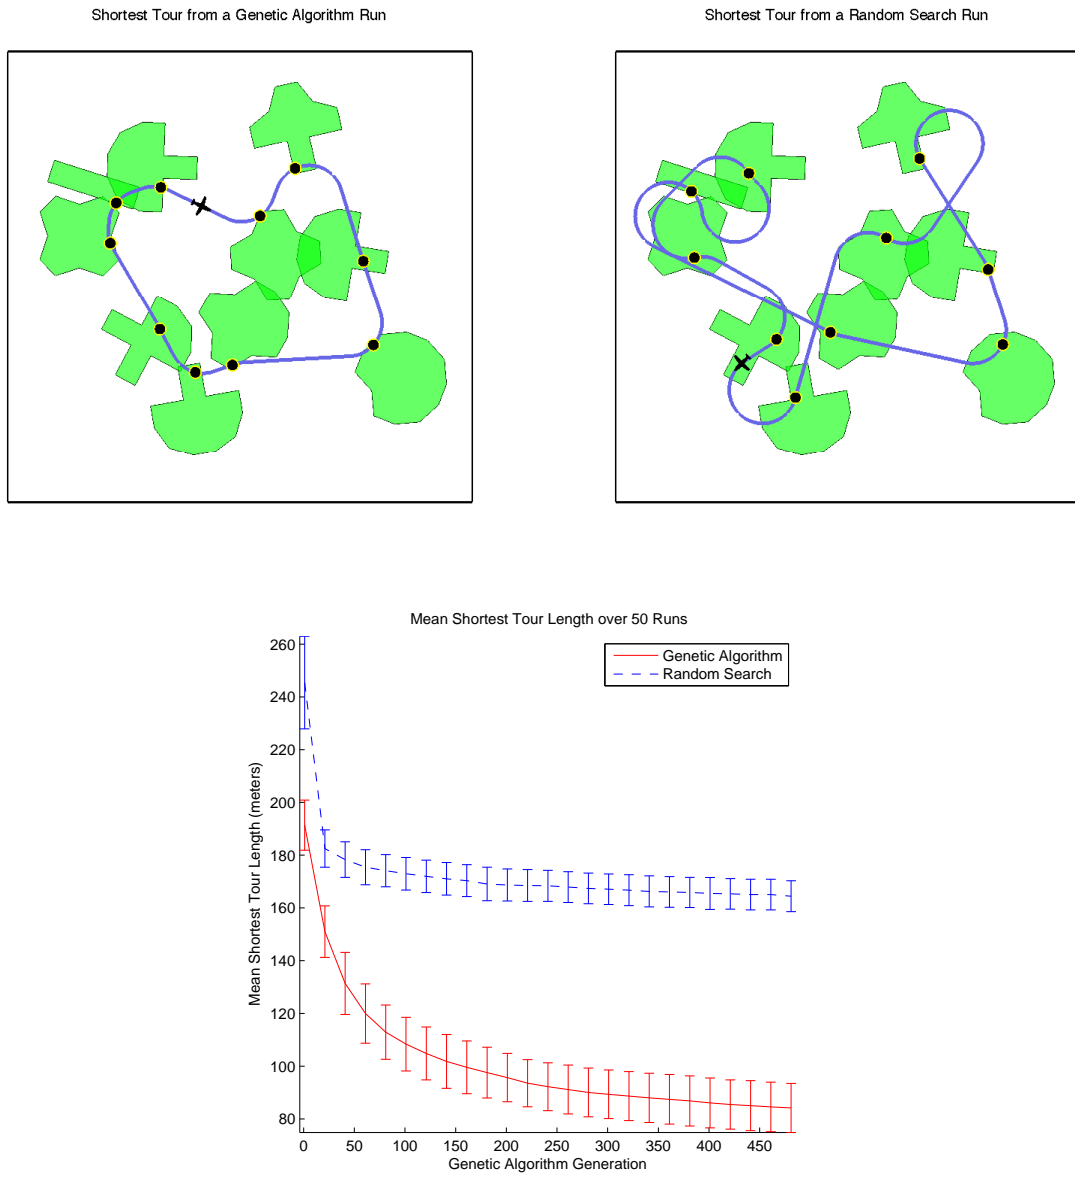 Shortest Tour from a Genetic Algorithm Run
Shortest Tour from a Random Search Run
Mean Shortest Tour Length over 50 Runs
Genetic Algorithm
Random Search
Mean Shortest Tour Length (meters)
260
240
220
200
180
160
140
120
100
80
0 50 100 150 200 250 300 350 400 450
Genetic Algorithm Generation